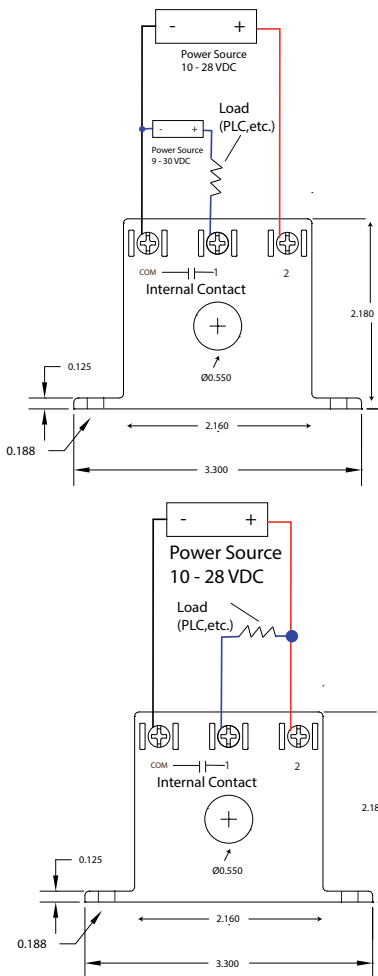 - +
Power Source
10 - 28 VDC
Load
(PLC,etc.)
- +
Power Source
9 - 30 VDC
COM 1 2
Internal Contact
2.180
Ø0.550
0.125
2.160
0.188
3.300
- +
Power Source
10 - 28 VDC
Load
(PLC,etc.)
COM 1 2
Internal Contact
2.18
Ø0.550
0.125
2.160
0.188
3.300